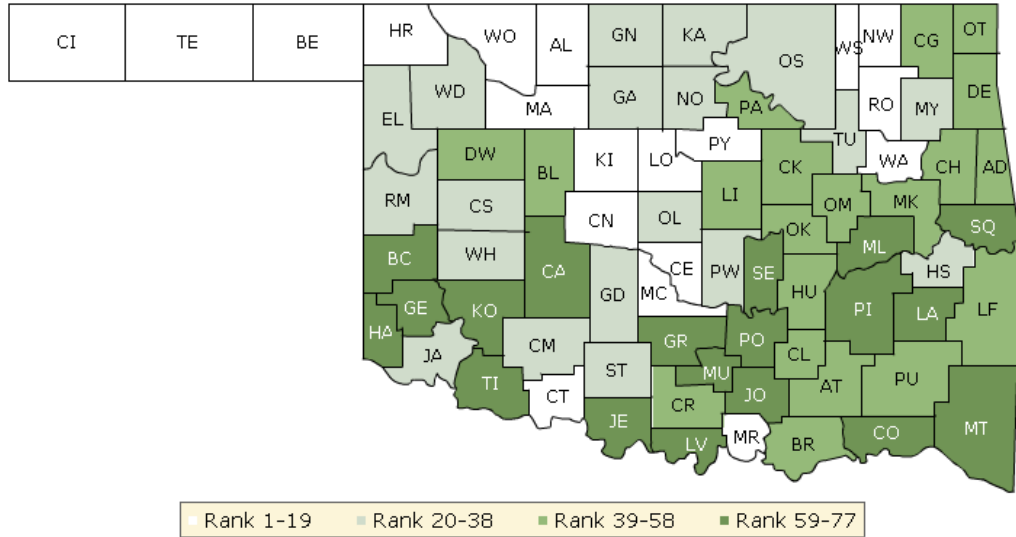 HR WO AL GN KA WS NW CG OT
CI TE BE OS
WD GA NO PA RO MY DE
EL MA TU
DW BL KI LO PY CK WA CH AD
RM CS CN OL LI OM MK
OK SQ
BC WH CA CE PW SE ML HS
GD MC HU
HA GE KO PI LA LF
JA CM GR PO CL
TI ST MU AT PU
CT JE CR JO
LV MR BR CO MT
Rank 1-19 Rank 20-38 Rank 39-58 Rank 59-77